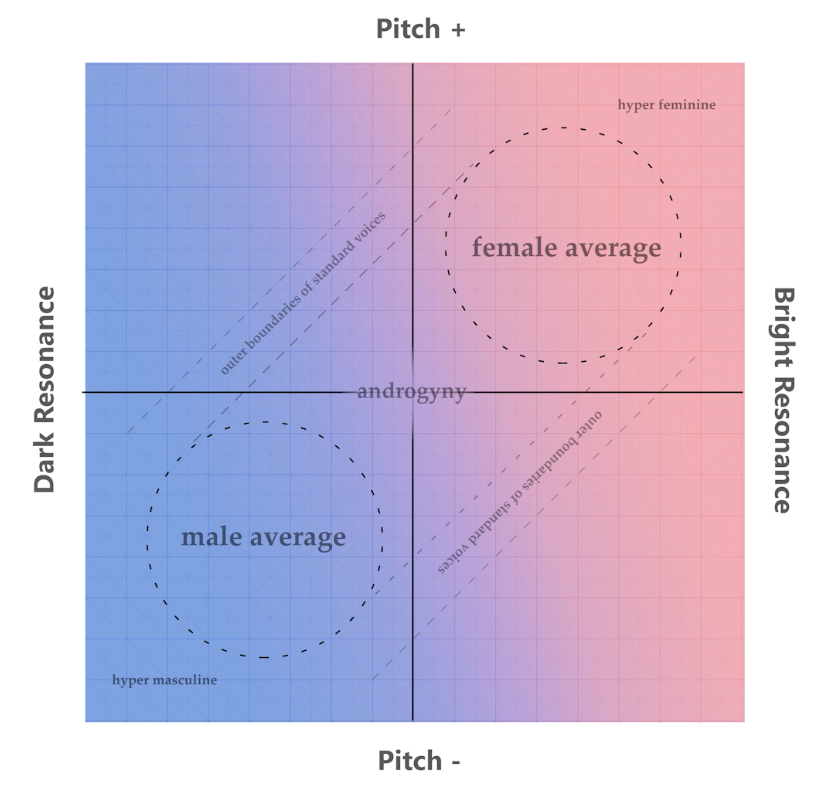 Pitch +
hyper feminine
female average
outer boundaries of standard voices
Dark Resonance
Bright Resonance
androgyny
outer boundaries of standard voices
male average
hyper masculine
Pitch -